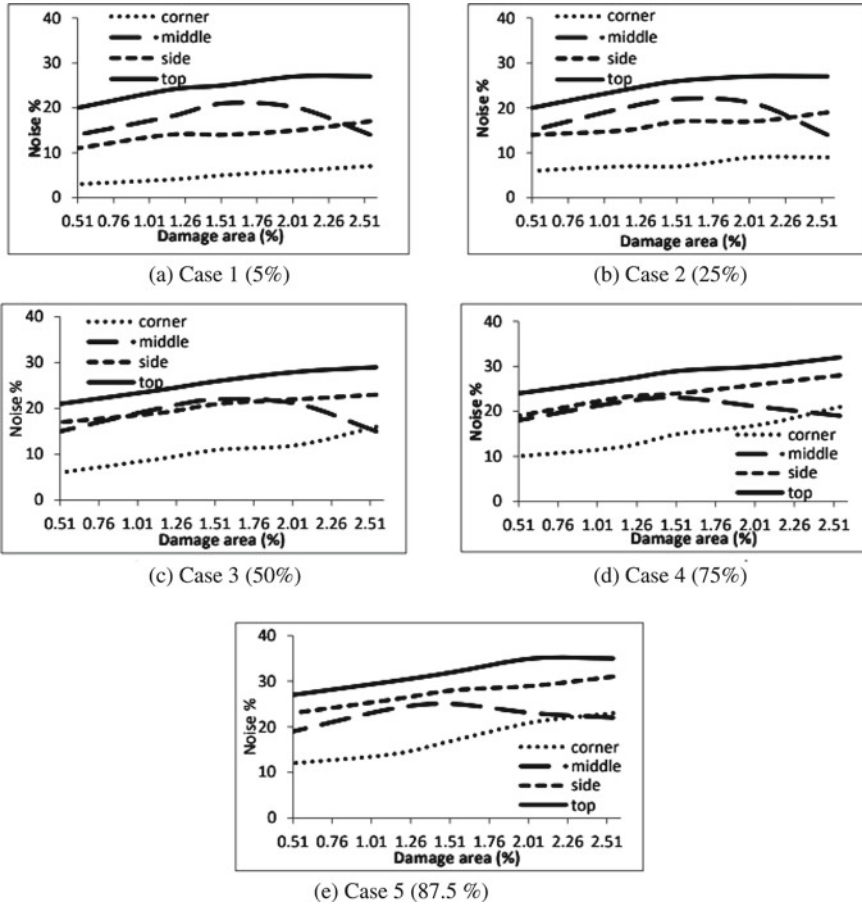 40
30
20
10
0
Noise %
corner
middle
side
top
0.51 0.76 1.01 1.26 1.51 1.76 2.01 2.26 2.51
Damage area (%)
(a) Case 1 (5%)
40
30
20
10
0
Noise %
corner
middle
side
top
0.51 0.76 1.01 1.26 1.51 1.76 2.01 2.26 2.51
Damage area (%)
(b) Case 2 (25%)
40
30
20
10
0
Noise %
corner
middle
side
top
0.51 0.76 1.01 1.26 1.51 1.76 2.01 2.26 2.51
Damage area (%)
(c) Case 3 (50%)
40
30
20
10
0
Noise %
corner
middle
side
top
0.51 0.76 1.01 1.26 1.51 1.76 2.01 2.26 2.51
Damage area (%)
(d) Case 4 (75%)
40
30
20
10
0
Noise %
corner
middle
side
top
0.51 0.76 1.01 1.26 1.51 1.76 2.01 2.26 2.51
Damage area (%)
(e) Case 5 (87.5 %)